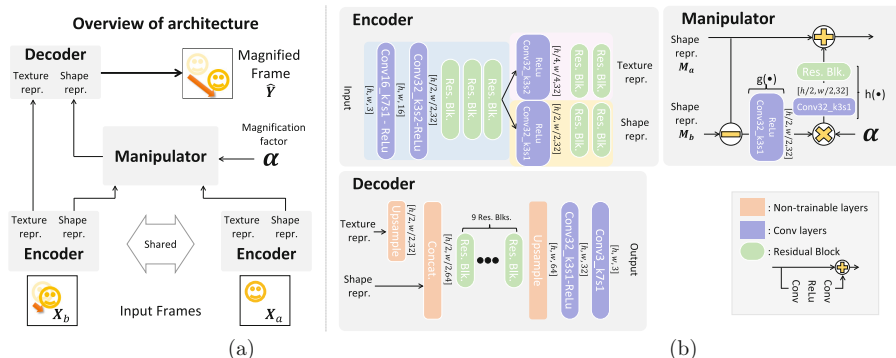 Overview of architecture
Decoder
Texture repr.
Shape repr.
Magnified Frame
Ŷ
Magnification factor
α
Manipulator
Texture repr.
Shape repr.
Texture repr.
Shape repr.
Encoder
Shared
Encoder
X_b
Input Frames
X_a
(a)
Encoder
Input
[h,w,3]
Conv16_k7s1-ReLu
[h,w,16]
Conv32_k3s2-ReLu
[h/2,w/2,32]
Res. Blk.
Res. Blk.
Res. Blk.
ReLu
Conv32_k3s2
[h/4,w/4,32]
Res. Blk.
Res. Blk.
Texture repr.
ReLu
Conv32_k3s1
[h/2,w/2,32]
Res. Blk.
Res. Blk.
Shape repr.
Manipulator
Shape repr.
M_a
Res. Blk.
[h/2,w/2,32]
Conv32_k3s1
h(•)
g(•)
Shape repr.
M_b
ReLu
Conv32_k3s1
[h/2,w/2,32]
α
Decoder
Texture repr.
Upsample
[h/2,w/2,32]
Shape repr.
Concat.
[h/2,w/2,64]
9 Res. Blks.
Res. Blk.
•••
Res. Blk.
Upsample
[h,w,64]
Conv32_k3s1-ReLu
[h,w,32]
Conv3_k7s1
[h,w,3]
Output
: Non-trainable layers
: Conv layers
: Residual Block
Conv
ReLu
Conv
(b)